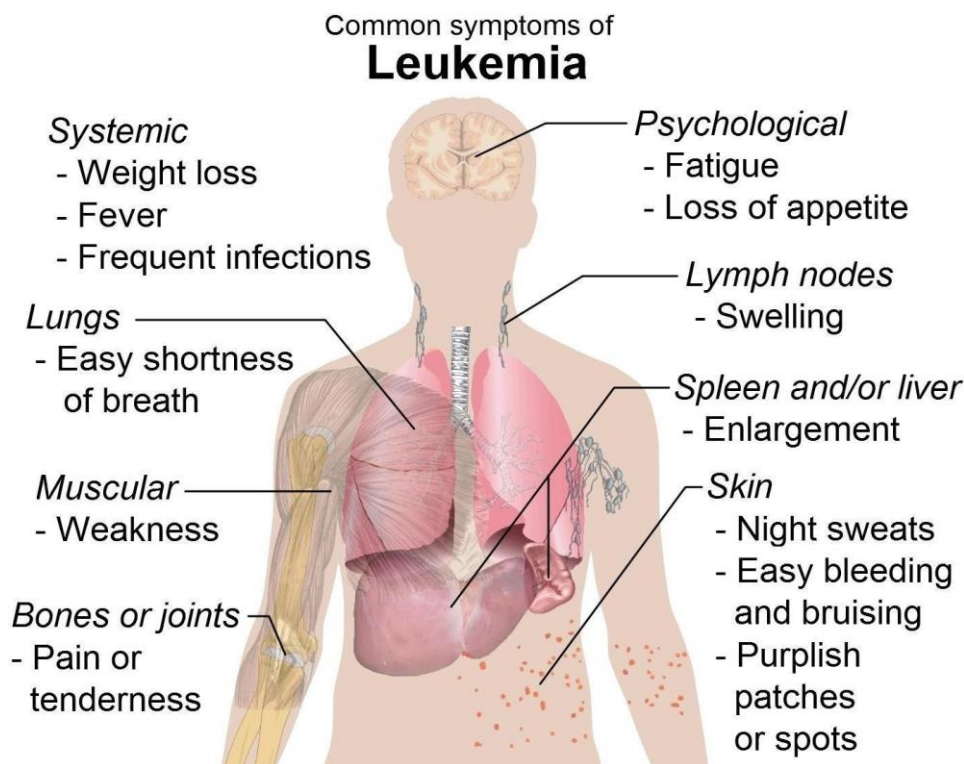 Common symptoms of
Leukemia
Systemic
- Weight loss
- Fever
- Frequent infections
Lungs
- Easy shortness
of breath
Muscular
- Weakness
Bones or joints
- Pain or
tenderness
Psychological
- Fatigue
- Loss of appetite
Lymph nodes
- Swelling
Spleen and/or liver
- Enlargement
Skin
- Night sweats
- Easy bleeding
and bruising
- Purplish
patches
or spots